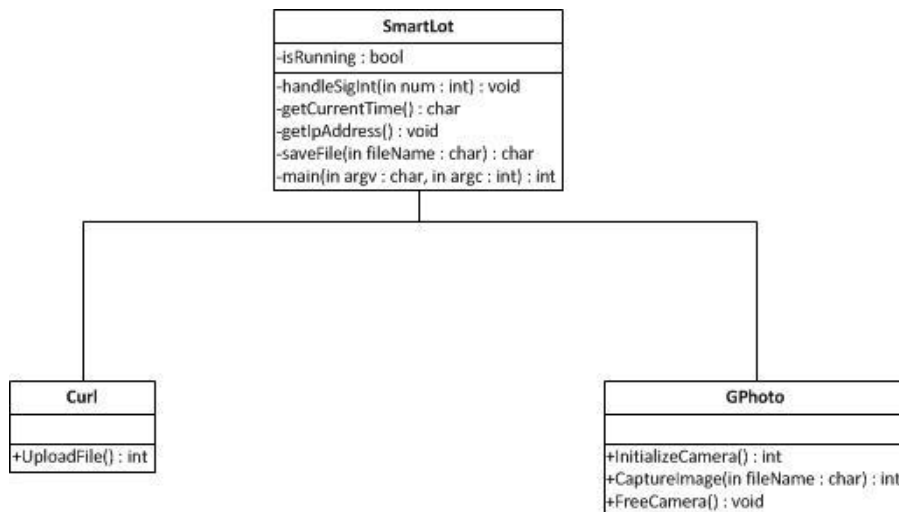 SmartLot
-isRunning : bool
-handleSigInt(in num : int) : void
-getCurrentTime() : char
-getIpAddress() : void
-saveFile(in fileName : char) : char
-main(in argv : char, in argc : int) : int
Curl
+UploadFile() : int
GPhoto
+InitializeCamera() : int
+CaptureImage(in fileName : char) : int
+FreeCamera() : void